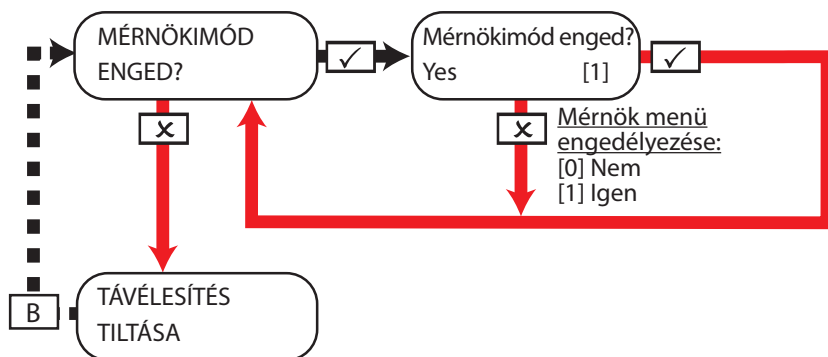 MÉRNÖKIMÓD
ENGED?
✓
Mérnökimód enged?
Yes [1]
✓
✗
✗
Mérnök menü
engedélyezése:
[0] Nem
[1] Igen
B
TÁVÉLESÍTÉS
TILTÁSA